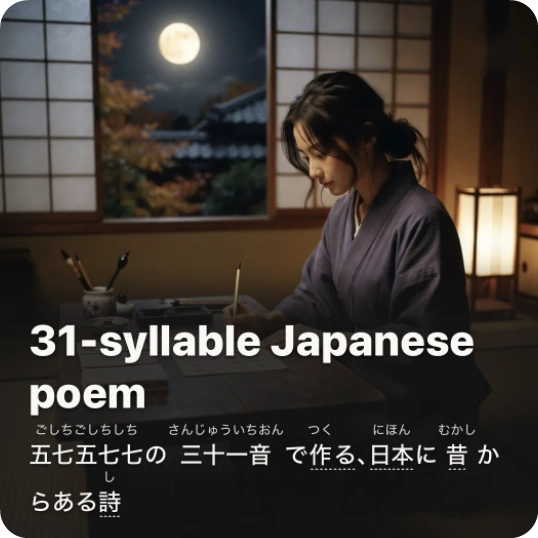 31-syllable Japanese
poem
ごしちごしちしち さんじゅういちおん つく にほん むかし
五七五七七の 三十一音 で作る、日本に 昔 か
し
らある詩